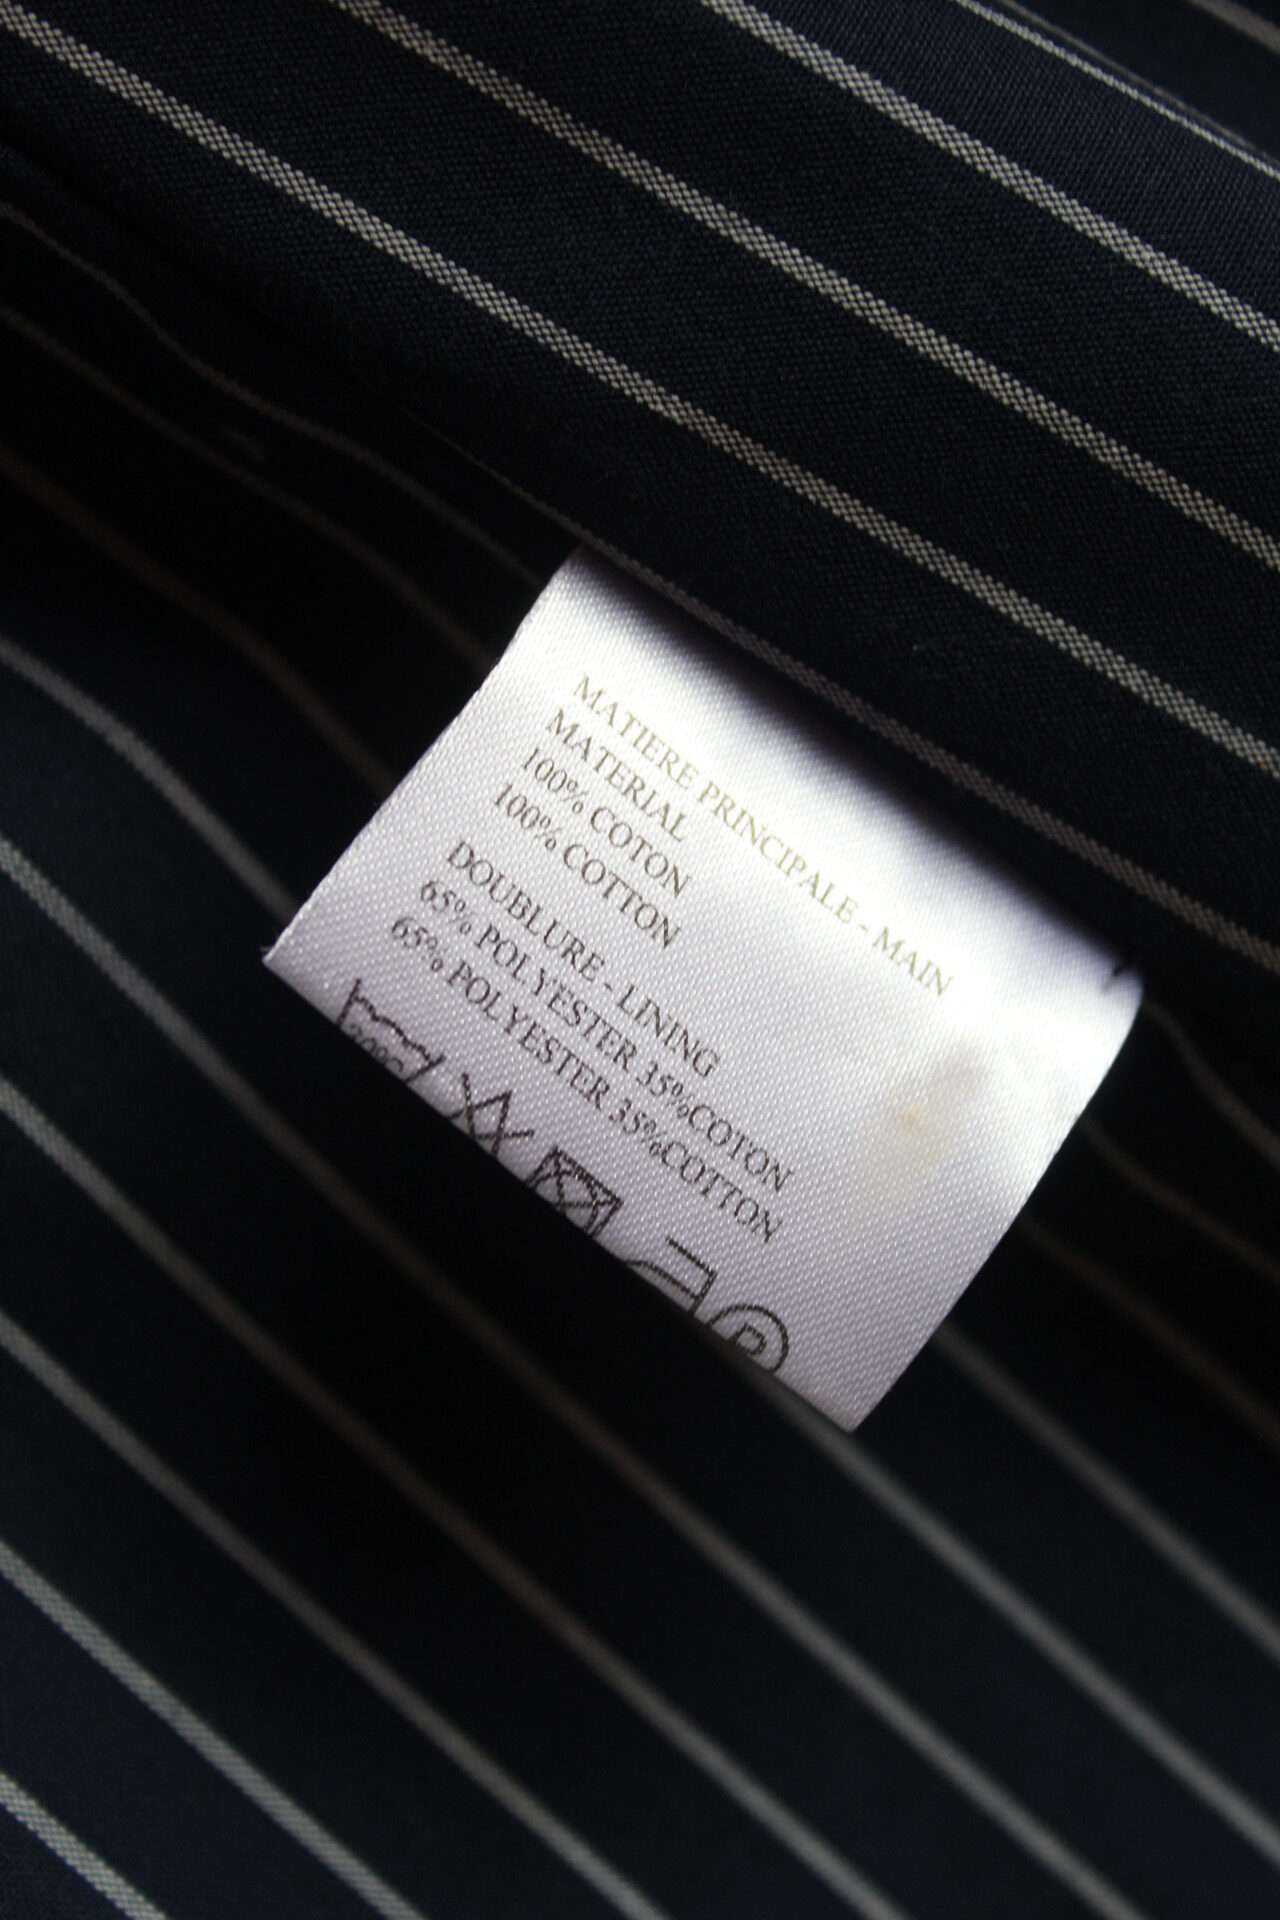 MATIERE PRINCIPALE - MAIN
MATERIAL
100% COTON
100% COTTON
DOUBLURE - LINING
65% POLYESTER 35%COTON
65% POLYESTER 35%COTTON
P